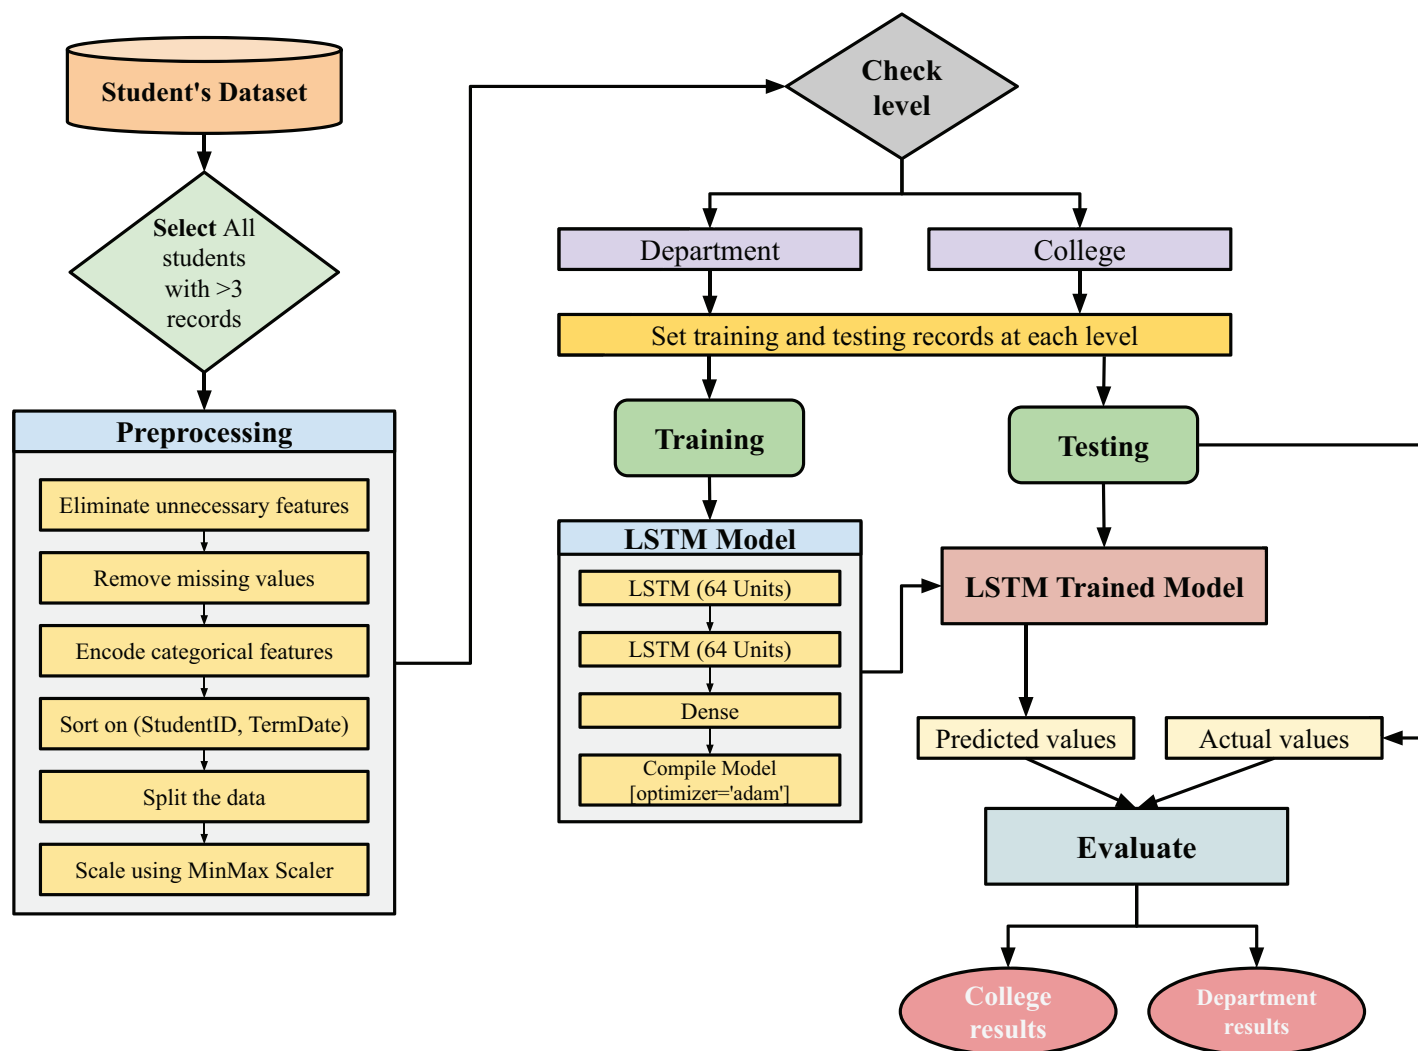 Student's Dataset
Select All
students
with >3
records
Preprocessing
Eliminate unnecessary features
Remove missing values
Encode categorical features
Sort on (StudentID, TermDate)
Split the data
Scale using MinMax Scaler
Check
level
Department
College
Set training and testing records at each level
Training
Testing
LSTM Model
LSTM (64 Units)
LSTM (64 Units)
Dense
Compile Model
[optimizer='adam']
LSTM Trained Model
Predicted values
Actual values
Evaluate
College
results
Department
results